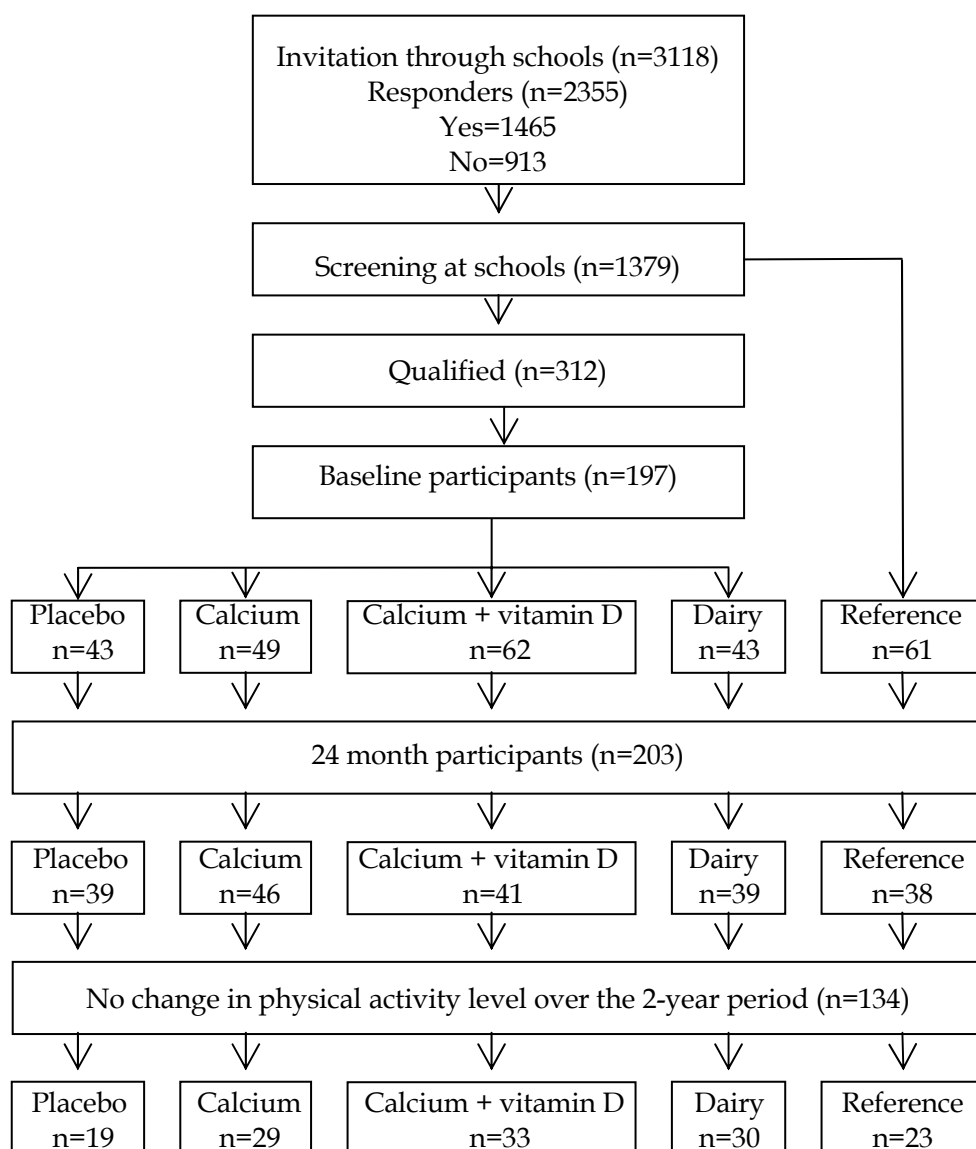 Invitation through schools (n=3118)
Responders (n=2355)
Yes=1465
No=913
Screening at schools (n=1379)
Qualified (n=312)
Baseline participants (n=197)
Placebo
n=43
Calcium
n=49
Calcium + vitamin D
n=62
Dairy
n=43
Reference
n=61
24 month participants (n=203)
Placebo
n=39
Calcium
n=46
Calcium + vitamin D
n=41
Dairy
n=39
Reference
n=38
No change in physical activity level over the 2-year period (n=134)
Placebo
n=19
Calcium
n=29
Calcium + vitamin D
n=33
Dairy
n=30
Reference
n=23